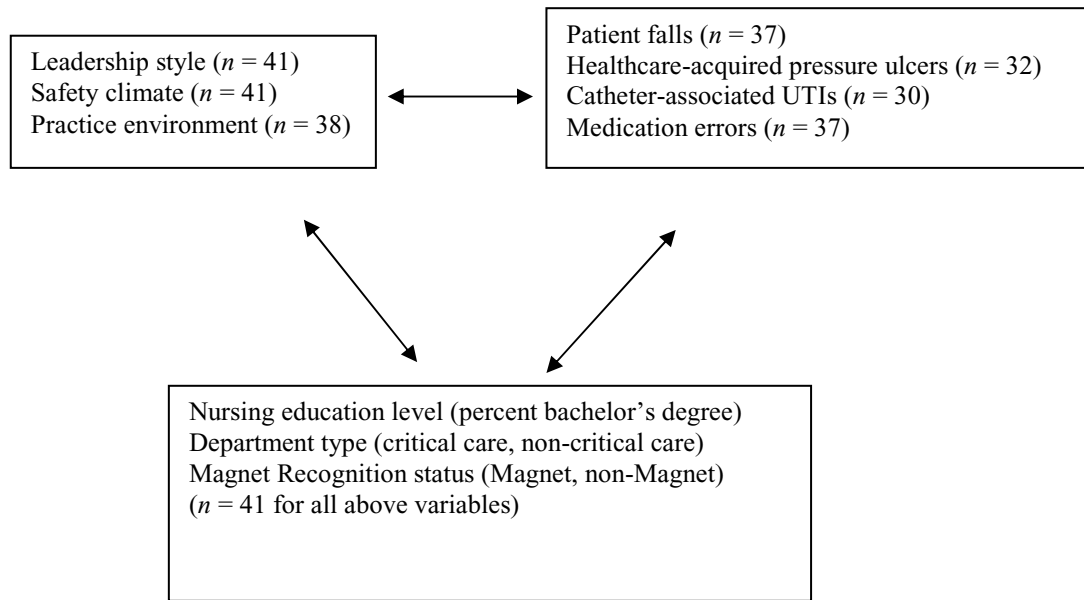 Leadership style (n = 41)
Safety climate (n = 41)
Practice environment (n = 38)
Patient falls (n = 37)
Healthcare-acquired pressure ulcers (n = 32)
Catheter-associated UTIs (n = 30)
Medication errors (n = 37)
Nursing education level (percent bachelor’s degree)
Department type (critical care, non-critical care)
Magnet Recognition status (Magnet, non-Magnet)
(n = 41 for all above variables)